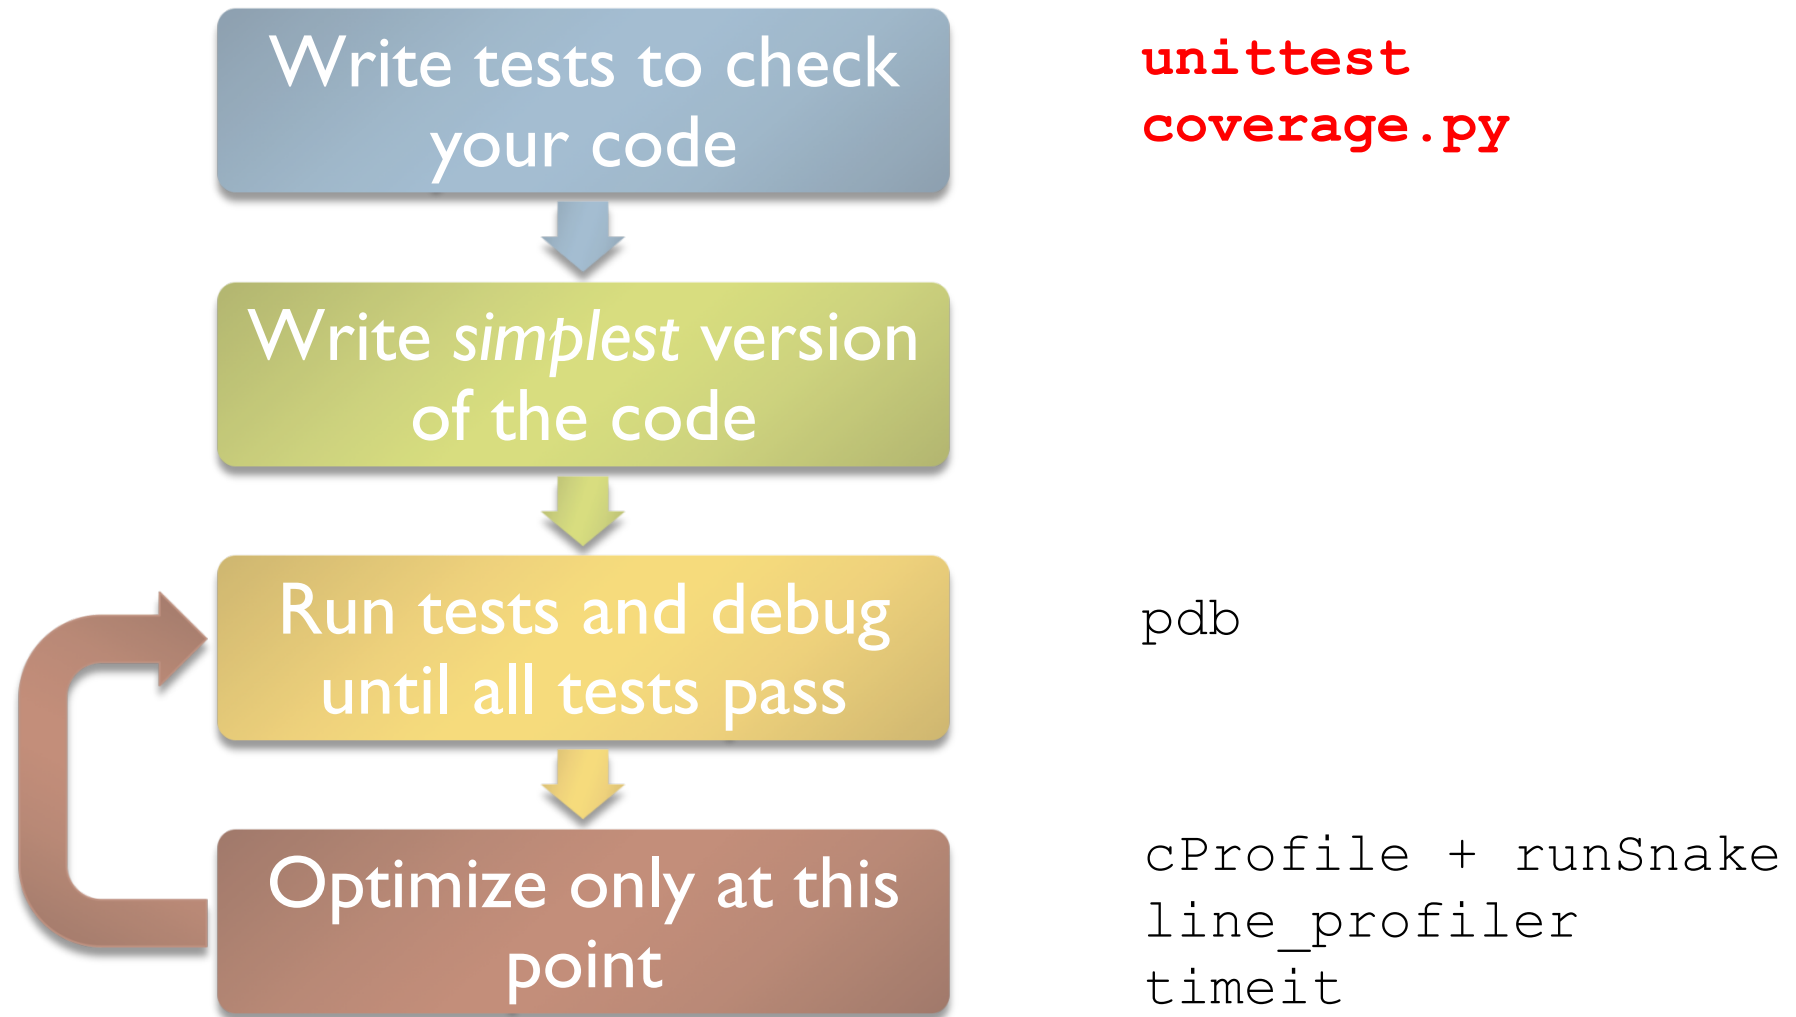 Write tests to check
your code
unittest
coverage.py
Write simplest version
of the code
Run tests and debug
until all tests pass
pdb
Optimize only at this
point
cProfile + runSnake
line_profiler
timeit